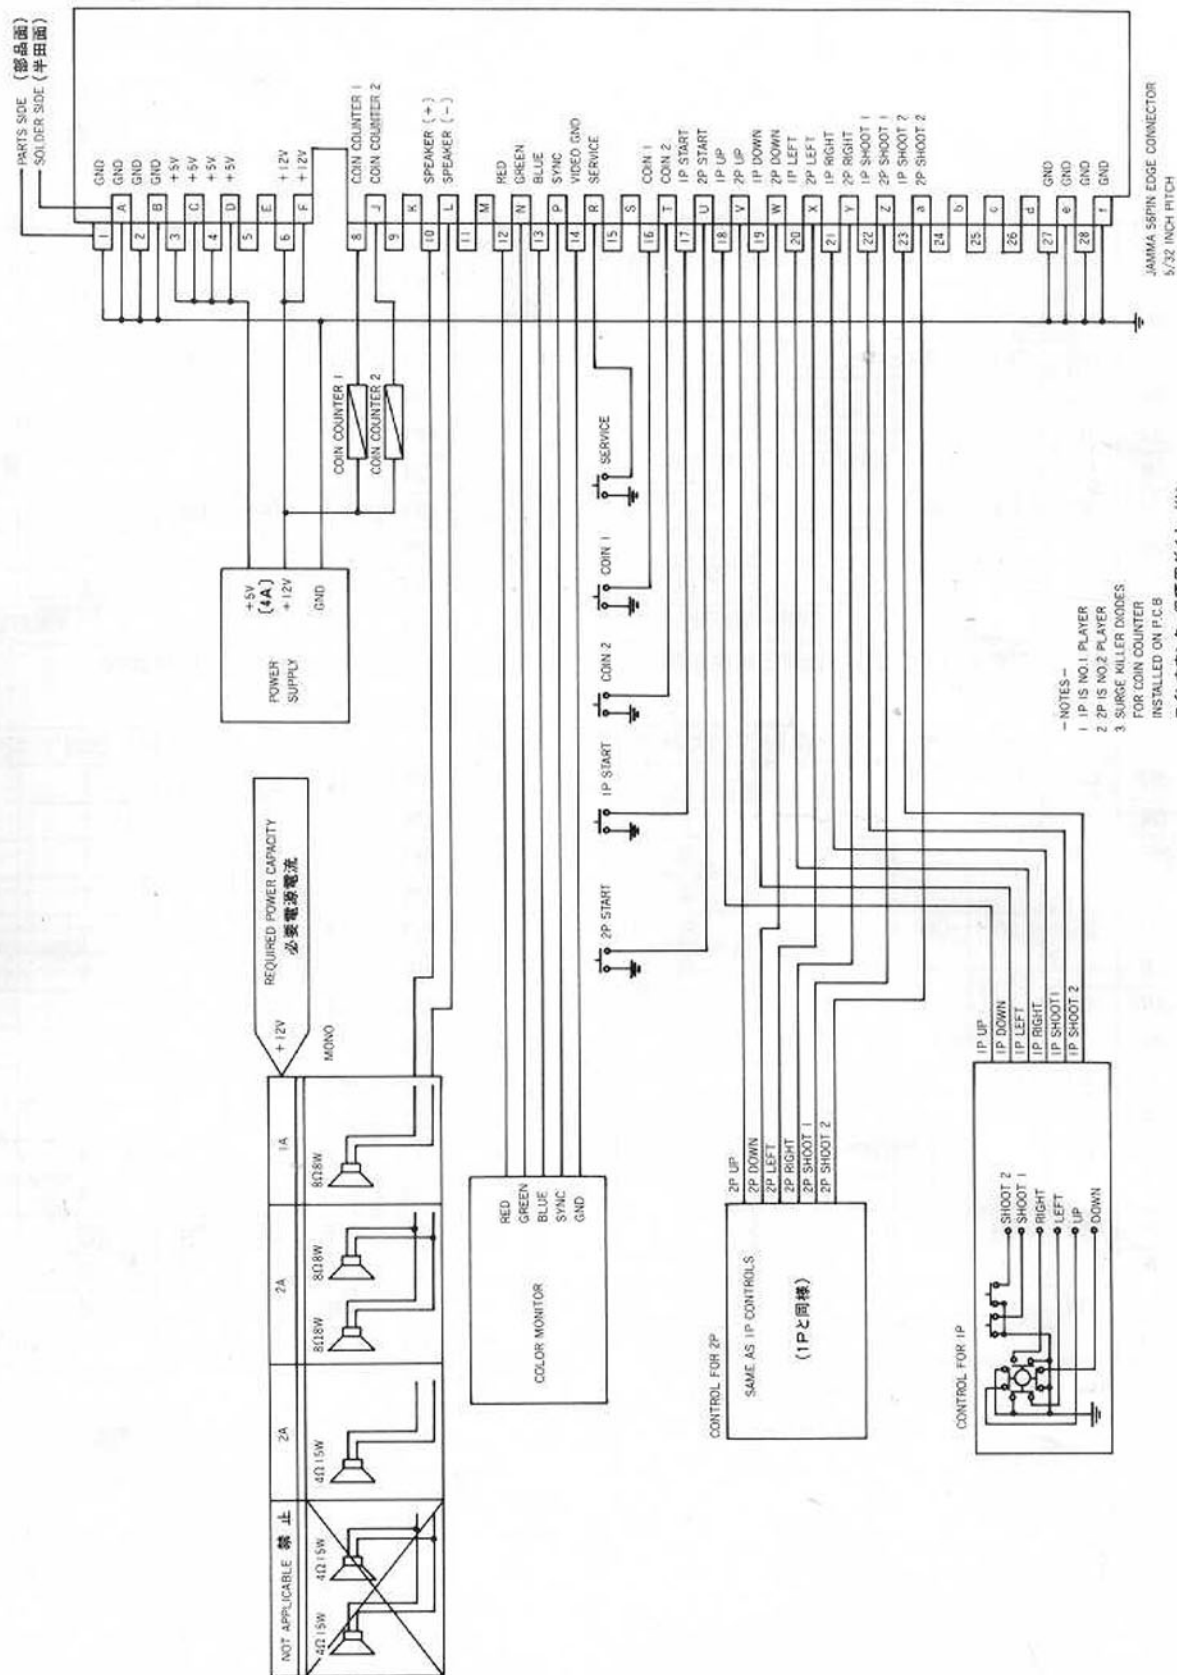 PARTS SIDE (部品面)
SOLDER SIDE (半田面)
GND
GND
GND
GND
+5V
+5V
+5V
+5V
+12V
+12V
COIN COUNTER 1
COIN COUNTER 2
SPEAKER (+)
SPEAKER (-)
RED
GREEN
BLUE
SYNC
VIDEO GND
SERVICE
COIN 1
COIN 2
1P START
2P START
1P UP
2P UP
1P DOWN
2P DOWN
1P LEFT
2P LEFT
1P RIGHT
2P RIGHT
1P SHOOT 1
2P SHOOT 1
1P SHOOT 2
2P SHOOT 2
GND
GND
GND
GND
A
B
C
D
E
F
J
K
L
M
N
P
R
S
T
U
V
W
X
Y
Z
a
b
c
d
e
f
1
2
3
4
5
6
8
9
10
11
12
13
14
15
16
17
18
19
20
21
22
23
24
25
26
27
28
JAMMA 56PIN EDGE CONNECTOR
5/32 INCH PITCH
COIN COUNTER 1
COIN COUNTER 2
POWER
SUPPLY
+5V
(4A)
+12V
GND
SERVICE
COIN 1
COIN 2
1P START
2P START
REQUIRED POWER CAPACITY
必要電源電流
+12V
MONO
1A
2A
2A
NOT APPLICABLE 禁止
8Ω8W
8Ω8W
8Ω8W
4Ω15W
4Ω15W
4Ω15W
COLOR MONITOR
RED
GREEN
BLUE
SYNC
GND
CONTROL FOR 2P
SAME AS 1P CONTROLS
(1Pと同様)
2P UP
2P DOWN
2P LEFT
2P RIGHT
2P SHOOT 1
2P SHOOT 2
CONTROL FOR 1P
1P UP
1P DOWN
1P LEFT
1P RIGHT
1P SHOOT 1
1P SHOOT 2
SHOOT 2
SHOOT 1
RIGHT
LEFT
UP
DOWN
-NOTES-
1 1P IS NO.1 PLAYER
2 2P IS NO.2 PLAYER
3 SURGE KILLER DIODES
FOR COIN COUNTER
INSTALLED ON P.C.B